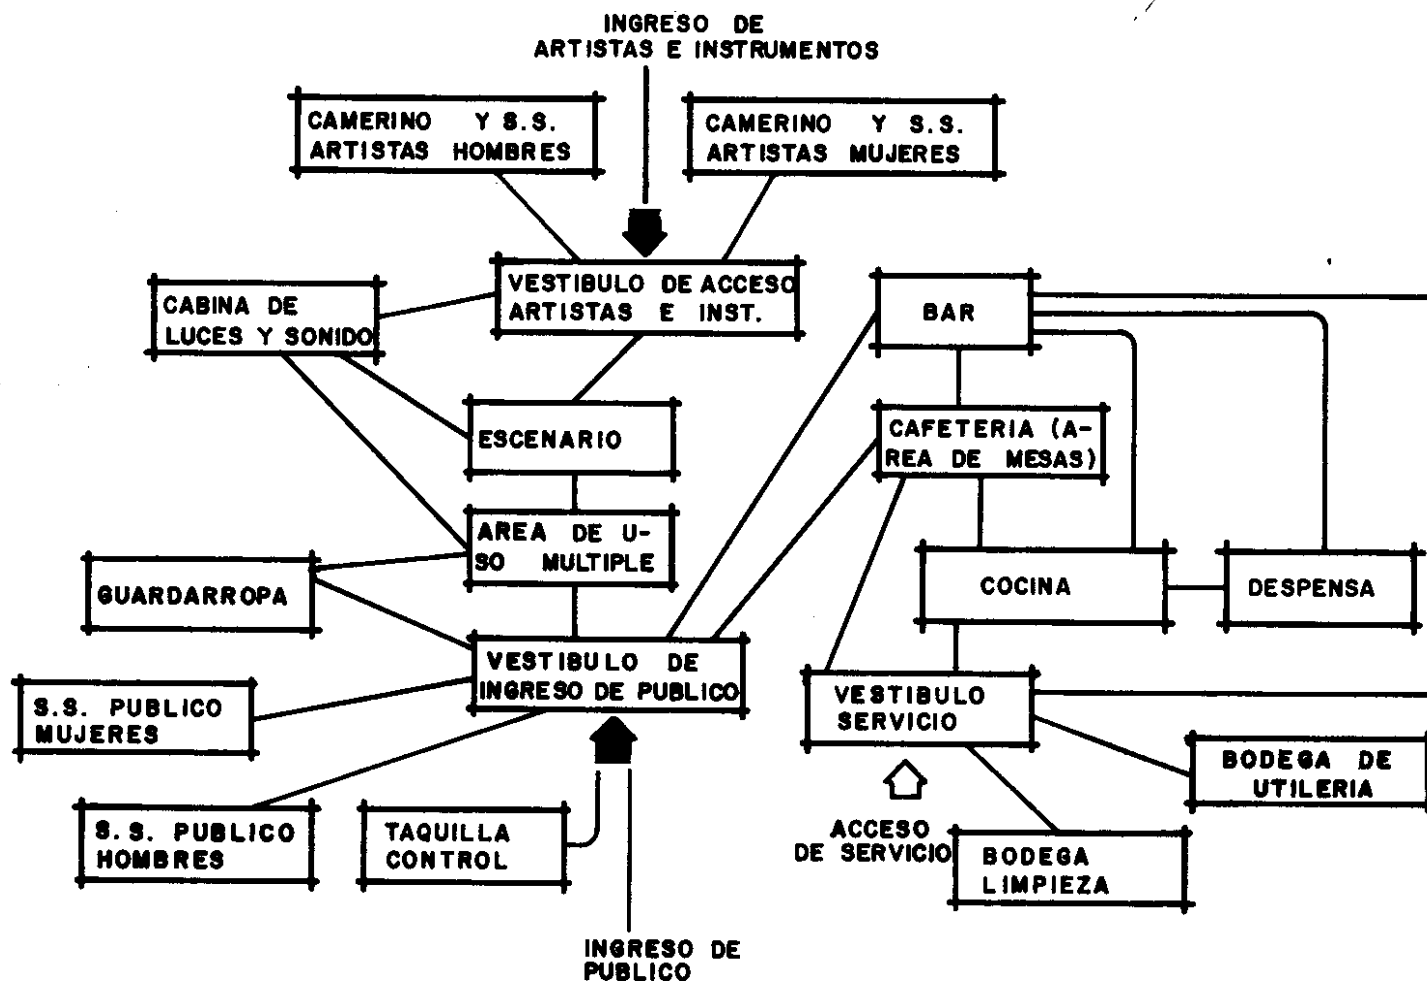 INGRESO DE
ARTISTAS E INSTRUMENTOS
CAMERINO Y S.S.
ARTISTAS HOMBRES
CAMERINO Y S.S.
ARTISTAS MUJERES
VESTIBULO DE ACCESO
ARTISTAS E INST.
CABINA DE
LUCES Y SONIDO
BAR
ESCENARIO
CAFETERIA (A-
REA DE MESAS)
AREA DE U-
SO MULTIPLE
GUARDARROPA
COCINA
DESPENSA
VESTIBULO DE
INGRESO DE PUBLICO
S.S. PUBLICO
MUJERES
VESTIBULO
SERVICIO
BODEGA DE
UTILERIA
S.S. PUBLICO
HOMBRES
TAQUILLA
CONTROL
ACCESO
DE SERVICIO
BODEGA
LIMPIEZA
INGRESO DE
PUBLICO